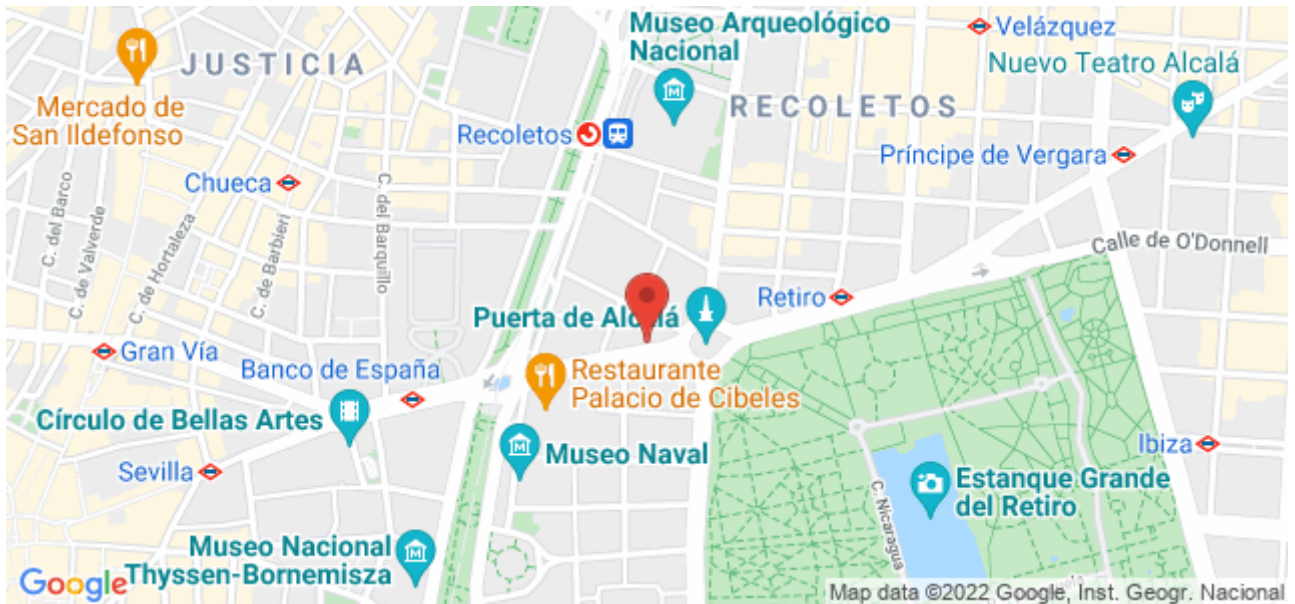 Museo Arqueológico
Nacional
Velázquez
JUSTICIA
Nuevo Teatro Alcalá
Mercado de
San Ildefonso
RECOLETOS
Recoletos
Príncipe de Vergara
Chueca
C. del Barco
C. de Valverde
C. de Hortaleza
C. de Barbieri
C. del Barquillo
Calle de O'Donnell
Retiro
Puerta de Alcalá
Gran Vía
Banco de España
Restaurante
Palacio de Cibeles
Círculo de Bellas Artes
Museo Naval
Sevilla
Ibiza
Estanque Grande
del Retiro
C. Nicaragua
Museo Nacional
Thyssen-Bornemisza
Google
Map data ©2022 Google, Inst. Geogr. Nacional